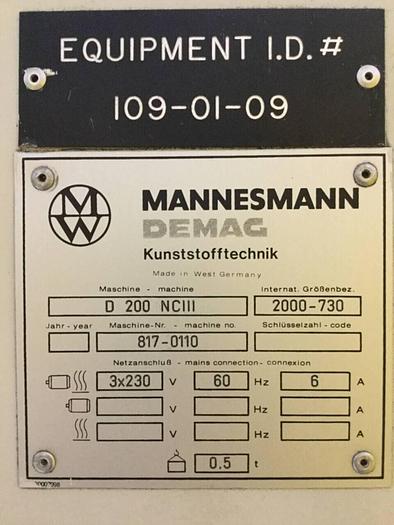 EQUIPMENT I.D.#
109-01-09
MW
MANNESMANN
DEMAG
Kunststofftechnik
Made in West Germany
Maschine - machine Internat. Größenbez.
D 200 NCIII 2000-730
Jahr - year Maschine-Nr. - machine no. Schlüsselzahl - code
817-0110
Netzanschluß - mains connection - connexion
3x230 V 60 Hz 6 A
V Hz A
V Hz A
0.5 t